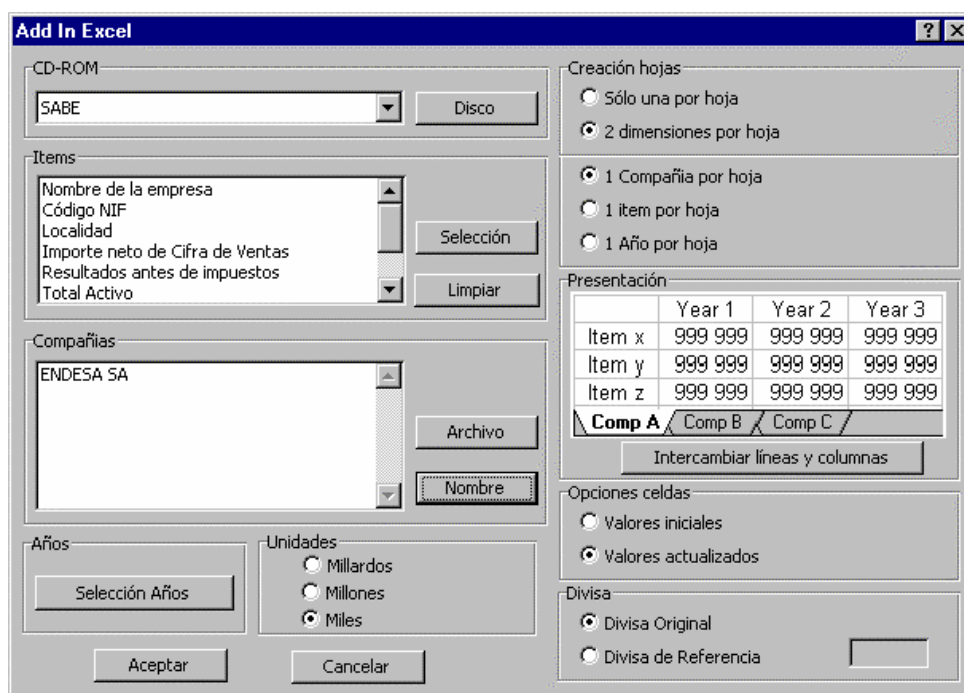 Add In Excel
CD-ROM
SABE
Disco
Items
Nombre de la empresa
Código NIF
Localidad
Importe neto de Cifra de Ventas
Resultados antes de impuestos
Total Activo
Selección
Limpiar
Compañias
ENDESA SA
Archivo
Nombre
Años
Selección Años
Unidades
Millardos
Millones
Miles
Aceptar
Cancelar
Creación hojas
Sólo una por hoja
2 dimensiones por hoja
1 Compañia por hoja
1 item por hoja
1 Año por hoja
Presentación
Year 1 Year 2 Year 3
Item x 999 999 999 999 999 999
Item y 999 999 999 999 999 999
Item z 999 999 999 999 999 999
Comp A Comp B Comp C
Intercambiar líneas y columnas
Opciones celdas
Valores iniciales
Valores actualizados
Divisa
Divisa Original
Divisa de Referencia